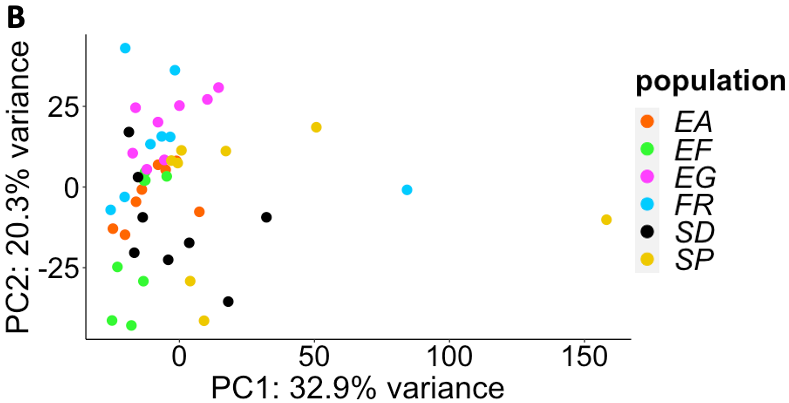 B
PC2: 20.3% variance
25
0
-25
0 50 100 150
PC1: 32.9% variance
population
EA
EF
EG
FR
SD
SP